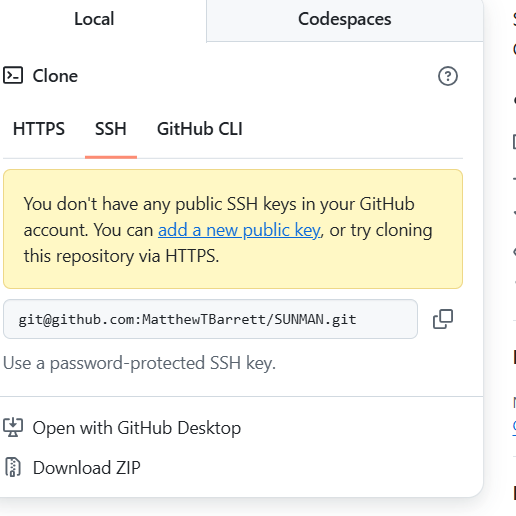 Local Codespaces
Clone
HTTPS SSH GitHub CLI
You don't have any public SSH keys in your GitHub
account. You can add a new public key, or try cloning
this repository via HTTPS.
git@github.com:MatthewTBarrett/SUNMAN.git
Use a password-protected SSH key.
Open with GitHub Desktop
Download ZIP